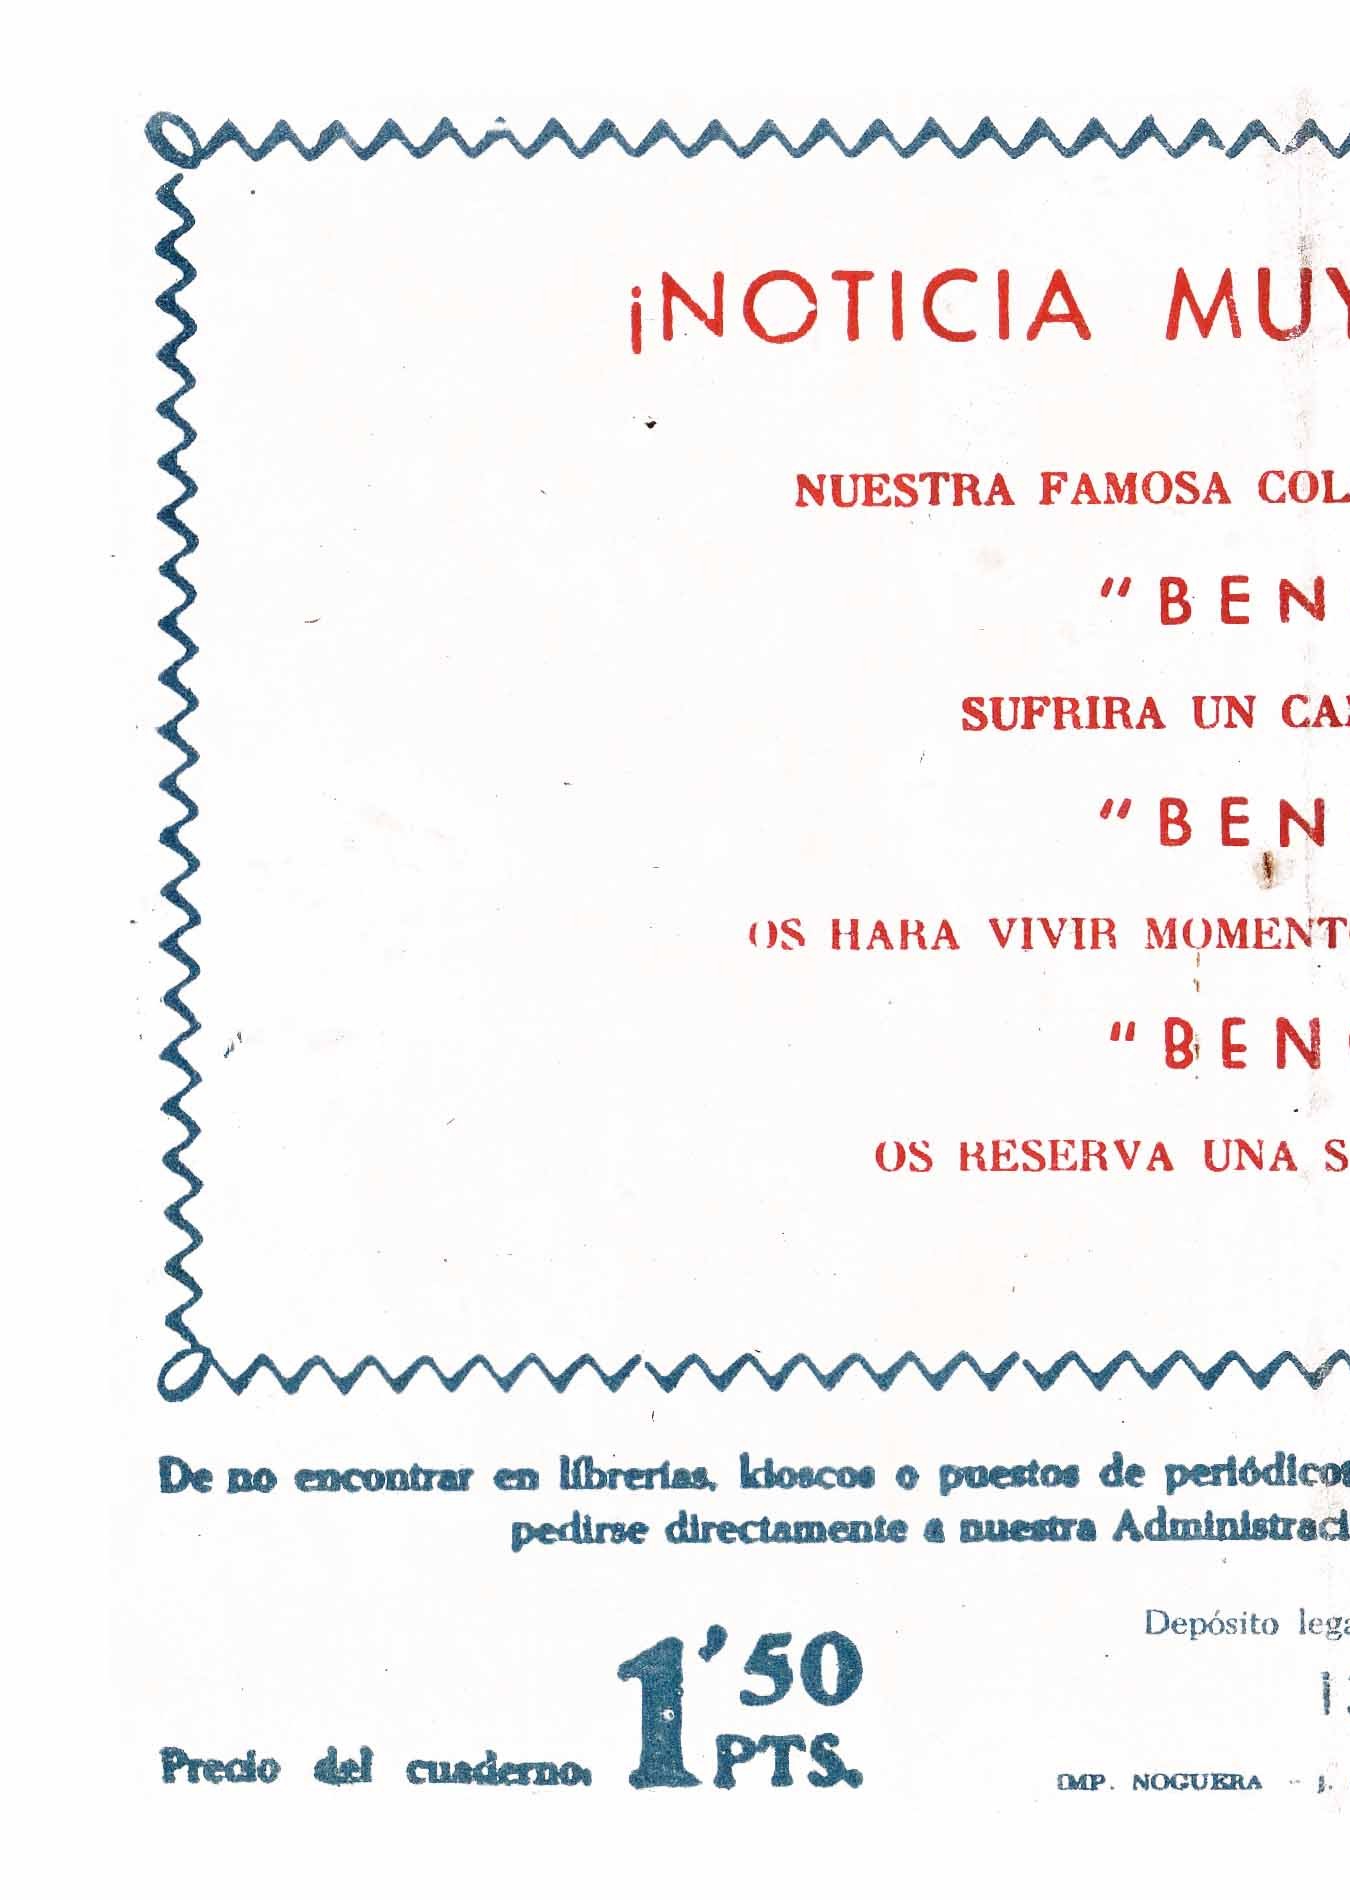 ¡NOTICIA MUY
NUESTRA FAMOSA COL
"BEN
SUFRIRA UN CA
"BEN
OS HARA VIVIR MOMENTO
"BEN
OS RESERVA UNA S
De no encontrar en librerías, kioscos o puestos de periódicos
pedirse directamente a nuestra Administraci
Depósito lega
1'50
Precio del cuaderno: PTS.
IMP. NOGUERA - J.